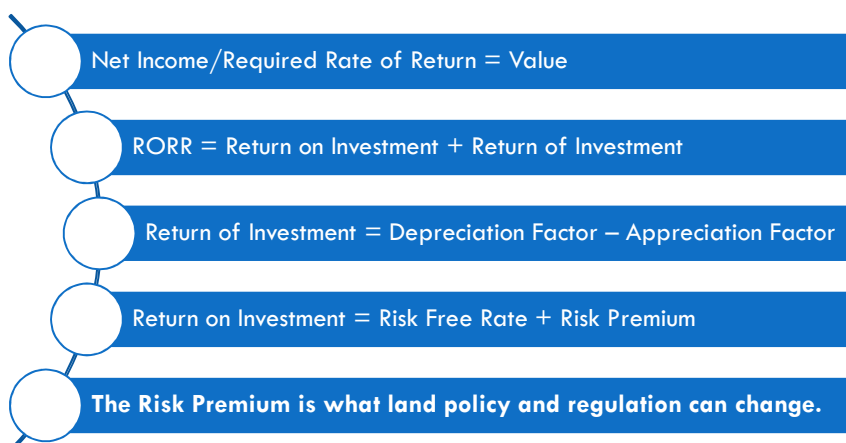 Net Income/Required Rate of Return = Value
RORR = Return on Investment + Return of Investment
Return of Investment = Depreciation Factor – Appreciation Factor
Return on Investment = Risk Free Rate + Risk Premium
The Risk Premium is what land policy and regulation can change.